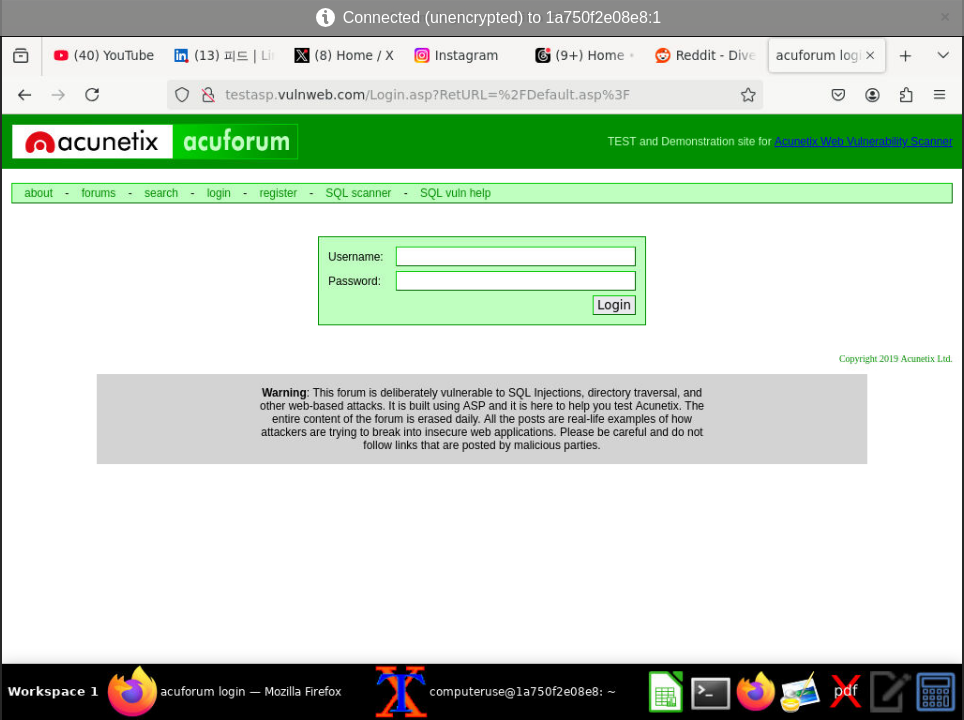 Connected (unencrypted) to 1a750f2e08e8:1
(40) YouTube
(13) 피드 | Li
(8) Home / X
Instagram
(9+) Home
Reddit - Dive
acuforum logi
testasp.vulnweb.com/Login.asp?RetURL=%2FDefault.asp%3F
acunetix acuforum
TEST and Demonstration site for Acunetix Web Vulnerability Scanner
about - forums - search - login - register - SQL scanner - SQL vuln help
Username:
Password:
Login
Copyright 2019 Acunetix Ltd.
Warning: This forum is deliberately vulnerable to SQL Injections, directory traversal, and
other web-based attacks. It is built using ASP and it is here to help you test Acunetix. The
entire content of the forum is erased daily. All the posts are real-life examples of how
attackers are trying to break into insecure web applications. Please be careful and do not
follow links that are posted by malicious parties.
Workspace 1
acuforum login — Mozilla Firefox
computeruse@1a750f2e08e8: ~
pdf